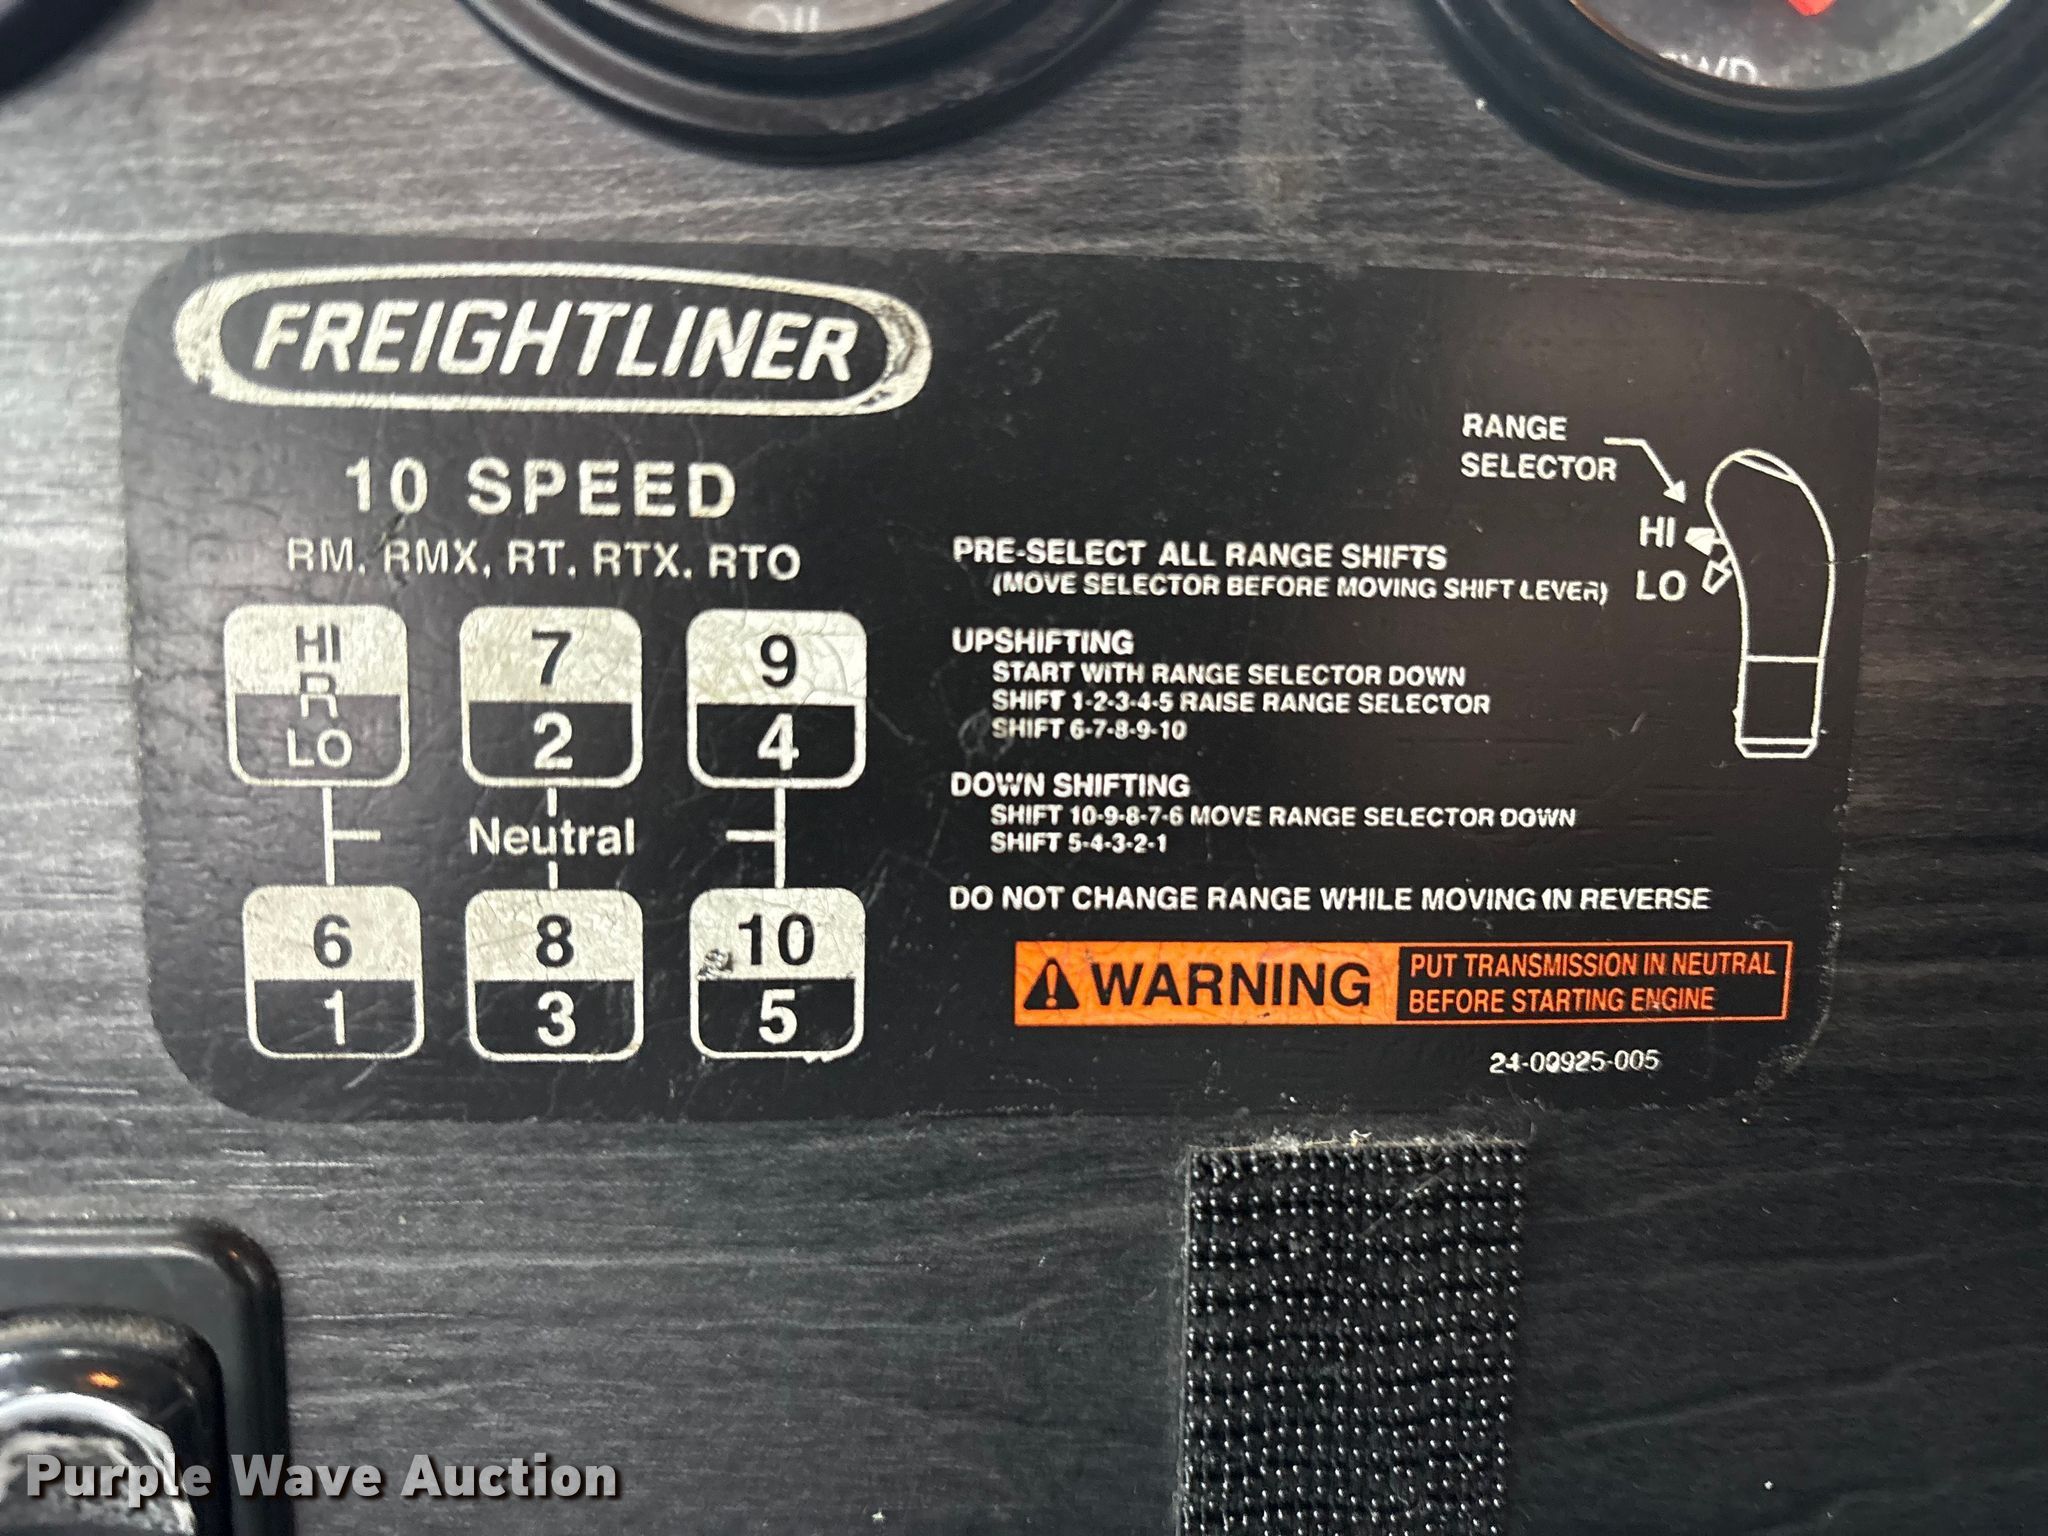 OIL
FREIGHTLINER
10 SPEED
RM, RMX, RT, RTX, RTO
HI
R
LO
7
2
9
4
Neutral
6
1
8
3
10
5
RANGE
SELECTOR
HI
LO
PRE-SELECT ALL RANGE SHIFTS
(MOVE SELECTOR BEFORE MOVING SHIFT LEVER)
UPSHIFTING
START WITH RANGE SELECTOR DOWN
SHIFT 1-2-3-4-5 RAISE RANGE SELECTOR
SHIFT 6-7-8-9-10
DOWN SHIFTING
SHIFT 10-9-8-7-6 MOVE RANGE SELECTOR DOWN
SHIFT 5-4-3-2-1
DO NOT CHANGE RANGE WHILE MOVING IN REVERSE
WARNING
PUT TRANSMISSION IN NEUTRAL
BEFORE STARTING ENGINE
24-00925-005
Purple Wave Auction